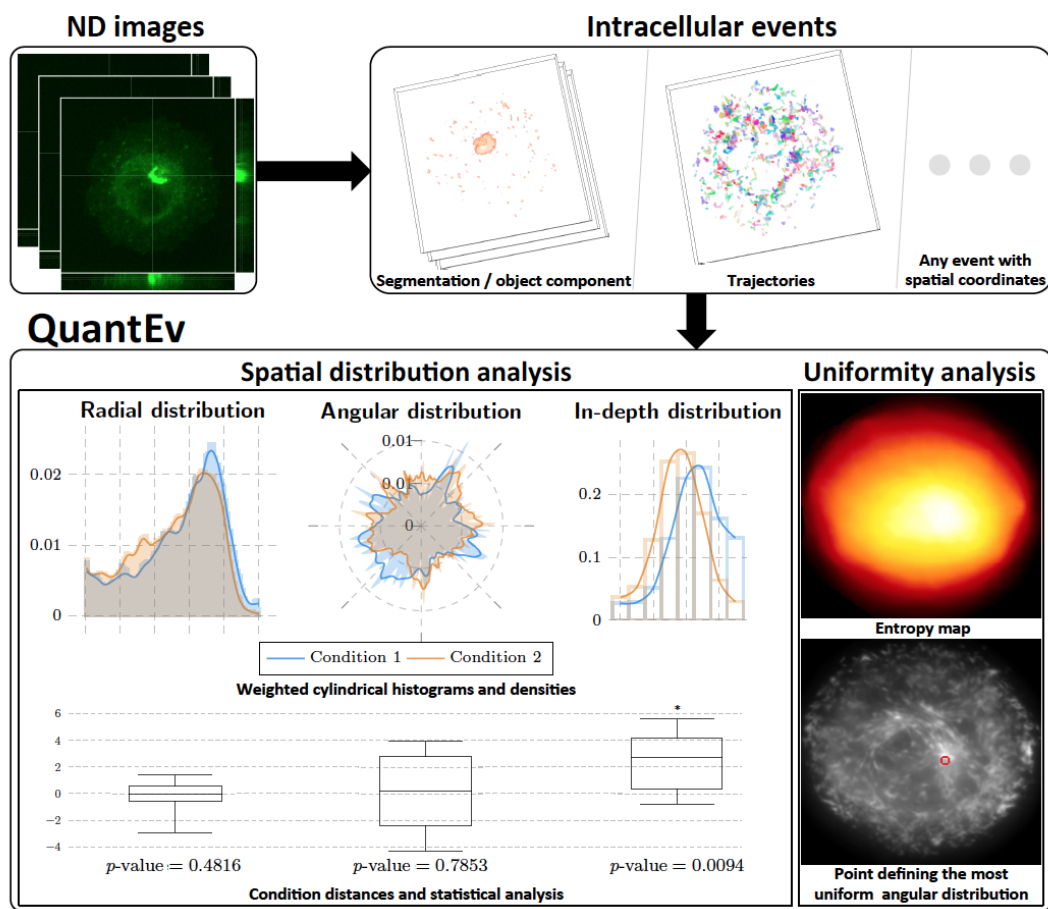 ND images
Intracellular events
Segmentation / object component
Trajectories
Any event with
spatial coordinates
QuantEv
Spatial distribution analysis
Uniformity analysis
Radial distribution
Angular distribution
In-depth distribution
0.02
0.01
0
0.01
0.01
0
0.2
0.1
0
Condition 1
Condition 2
Weighted cylindrical histograms and densities
Entropy map
6
4
2
0
−2
−4
*
p-value = 0.4816
p-value = 0.7853
p-value = 0.0094
Condition distances and statistical analysis
Point defining the most
uniform angular distribution